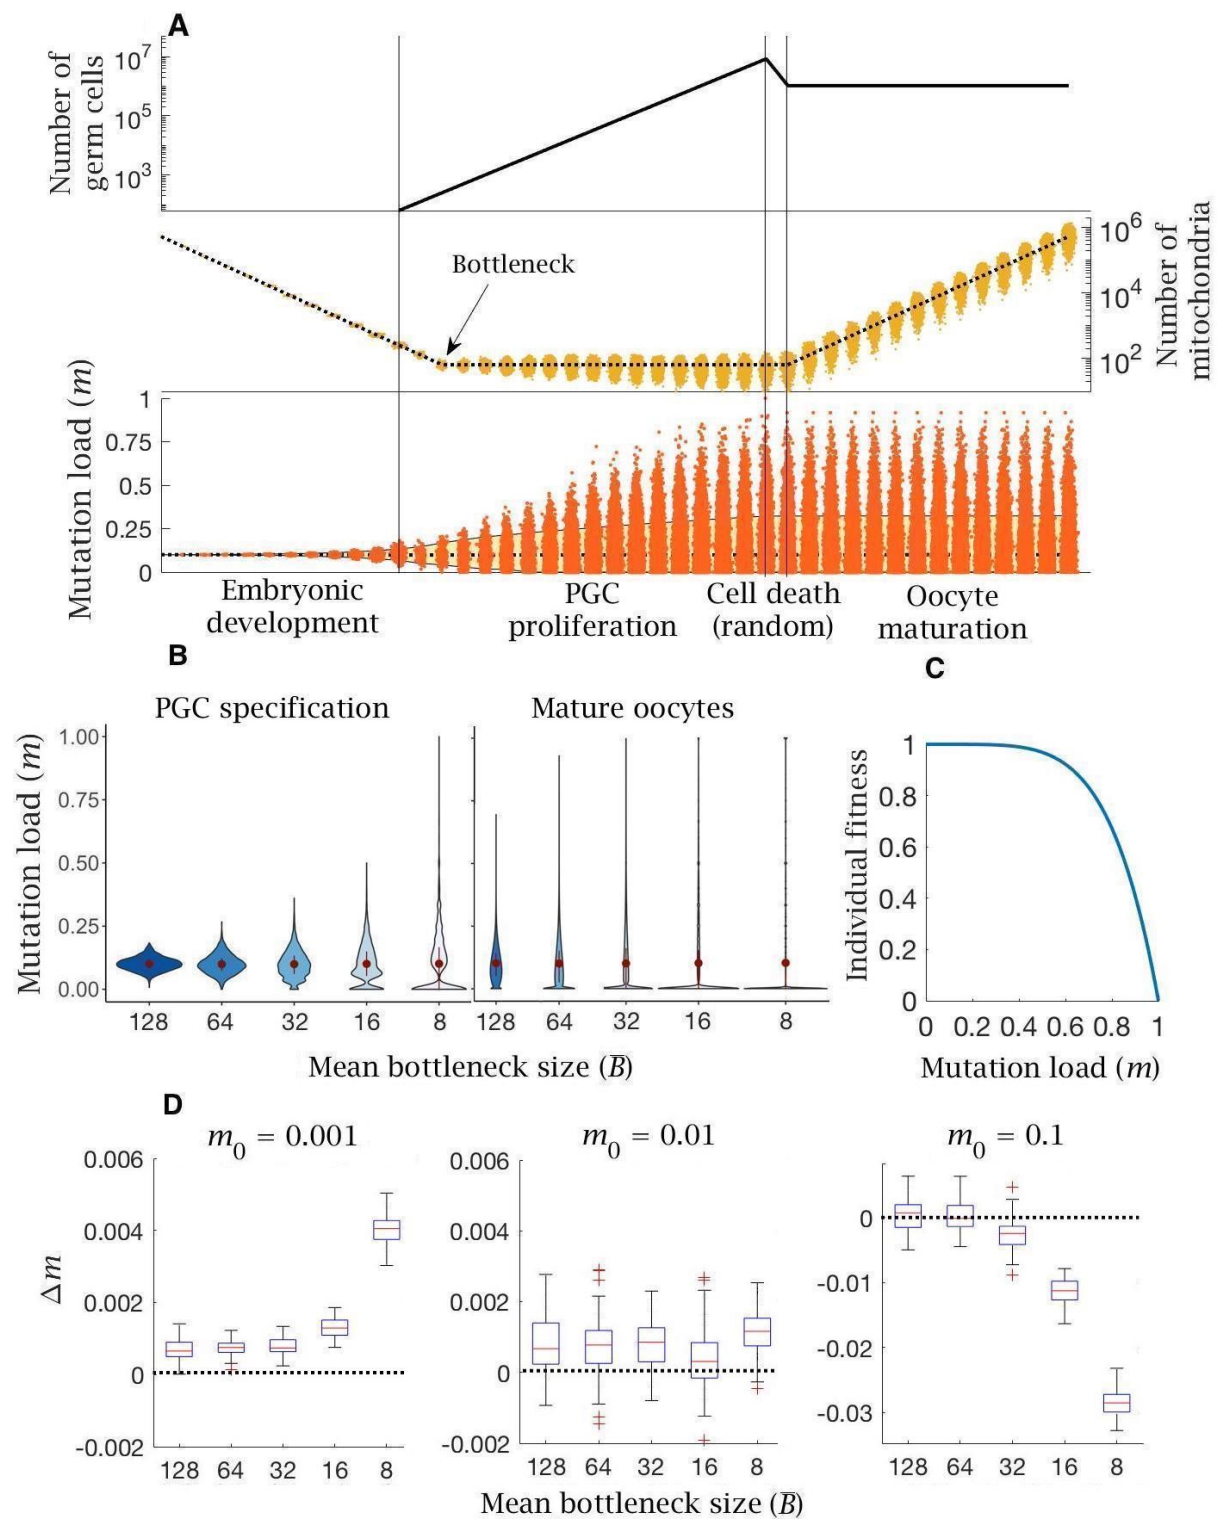 A
Number of
germ cells
10^7
10^5
10^3
Bottleneck
10^6
10^4
10^2
Number of
mitochondria
Mutation load (m)
1
0.75
0.5
0.25
0
Embryonic
development
PGC
proliferation
Cell death
(random)
Oocyte
maturation
B
PGC specification
Mature oocytes
Mutation load (m)
1.00
0.75
0.50
0.25
0.00
128 64 32 16 8
128 64 32 16 8
Mean bottleneck size (B̅)
C
Individual fitness
1
0.8
0.6
0.4
0.2
0
0 0.2 0.4 0.6 0.8 1
Mutation load (m)
D
m_0 = 0.001
Δm
0.006
0.004
0.002
0
-0.002
128 64 32 16 8
m_0 = 0.01
0.006
0.004
0.002
0
-0.002
128 64 32 16 8
m_0 = 0.1
0
-0.01
-0.02
-0.03
128 64 32 16 8
Mean bottleneck size (B̅)